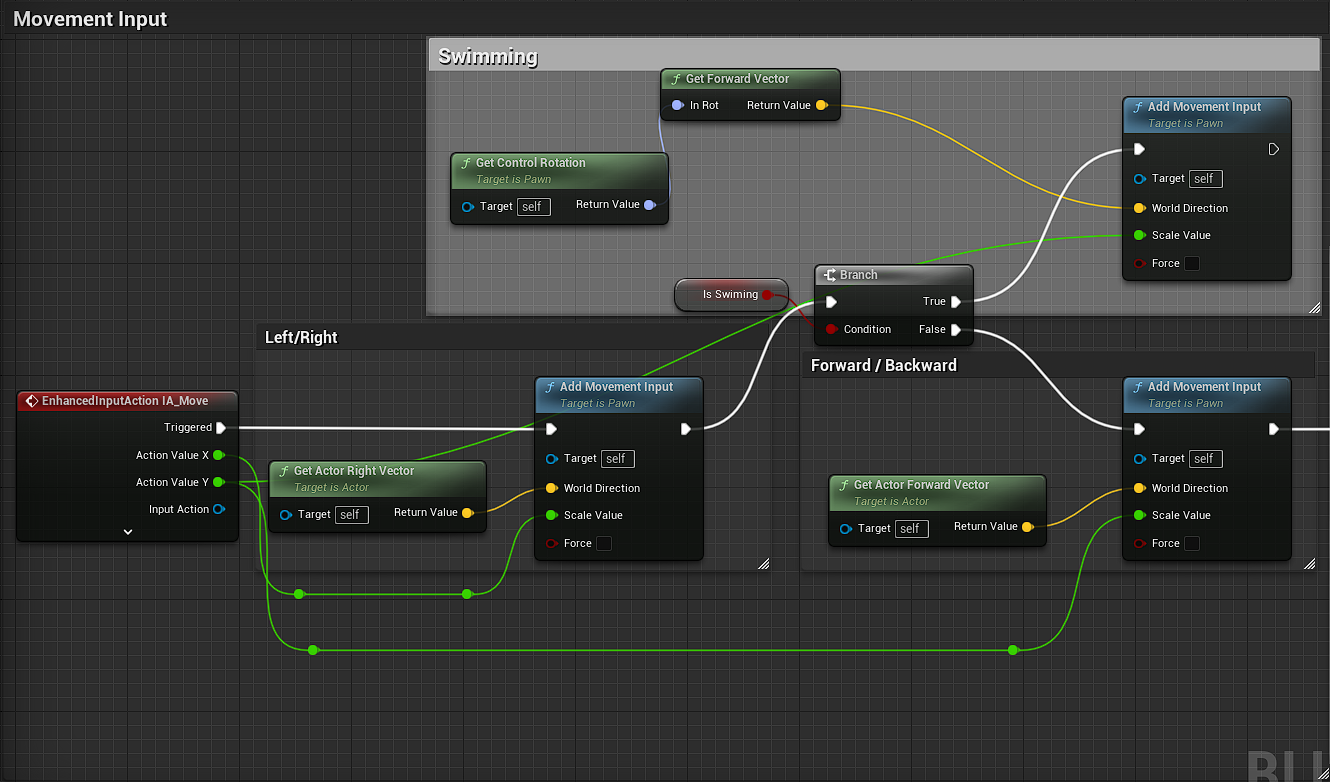 Movement Input
Swimming
Get Forward Vector
In Rot Return Value
Add Movement Input
Target is Pawn
Target self
World Direction
Scale Value
Force
Get Control Rotation
Target is Pawn
Target self Return Value
Branch
True
Condition False
Is Swiming
Left/Right
Forward / Backward
EnhancedInputAction IA_Move
Triggered
Action Value X
Action Value Y
Input Action
Get Actor Right Vector
Target is Actor
Target self Return Value
Add Movement Input
Target is Pawn
Target self
World Direction
Scale Value
Force
Get Actor Forward Vector
Target is Actor
Target self Return Value
Add Movement Input
Target is Pawn
Target self
World Direction
Scale Value
Force